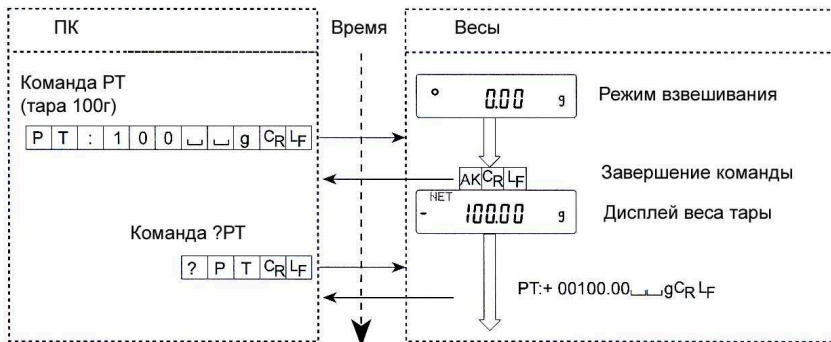 ПК
Время
Весы
Команда PT
(тара 100г)
P T : 1 0 0 ␣ ␣ g CR LF
0.00 g
Режим взвешивания
AK CR LF
Завершение команды
NET
- 100.00 g
Дисплей веса тары
Команда ?PT
? P T CR LF
PT:+ 00100.00␣␣gCR LF